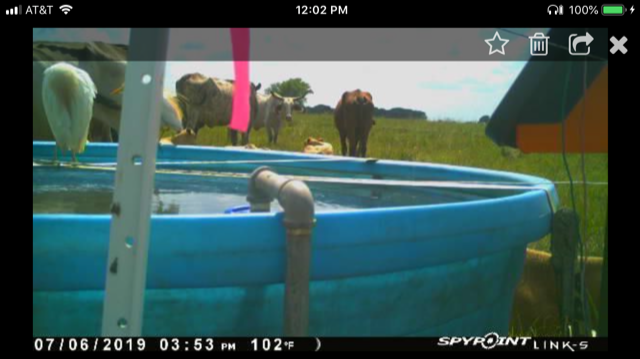 AT&T 12:02 PM 100%
07/06/2019 03:53 PM 102°F SPYPOINT LINK-S